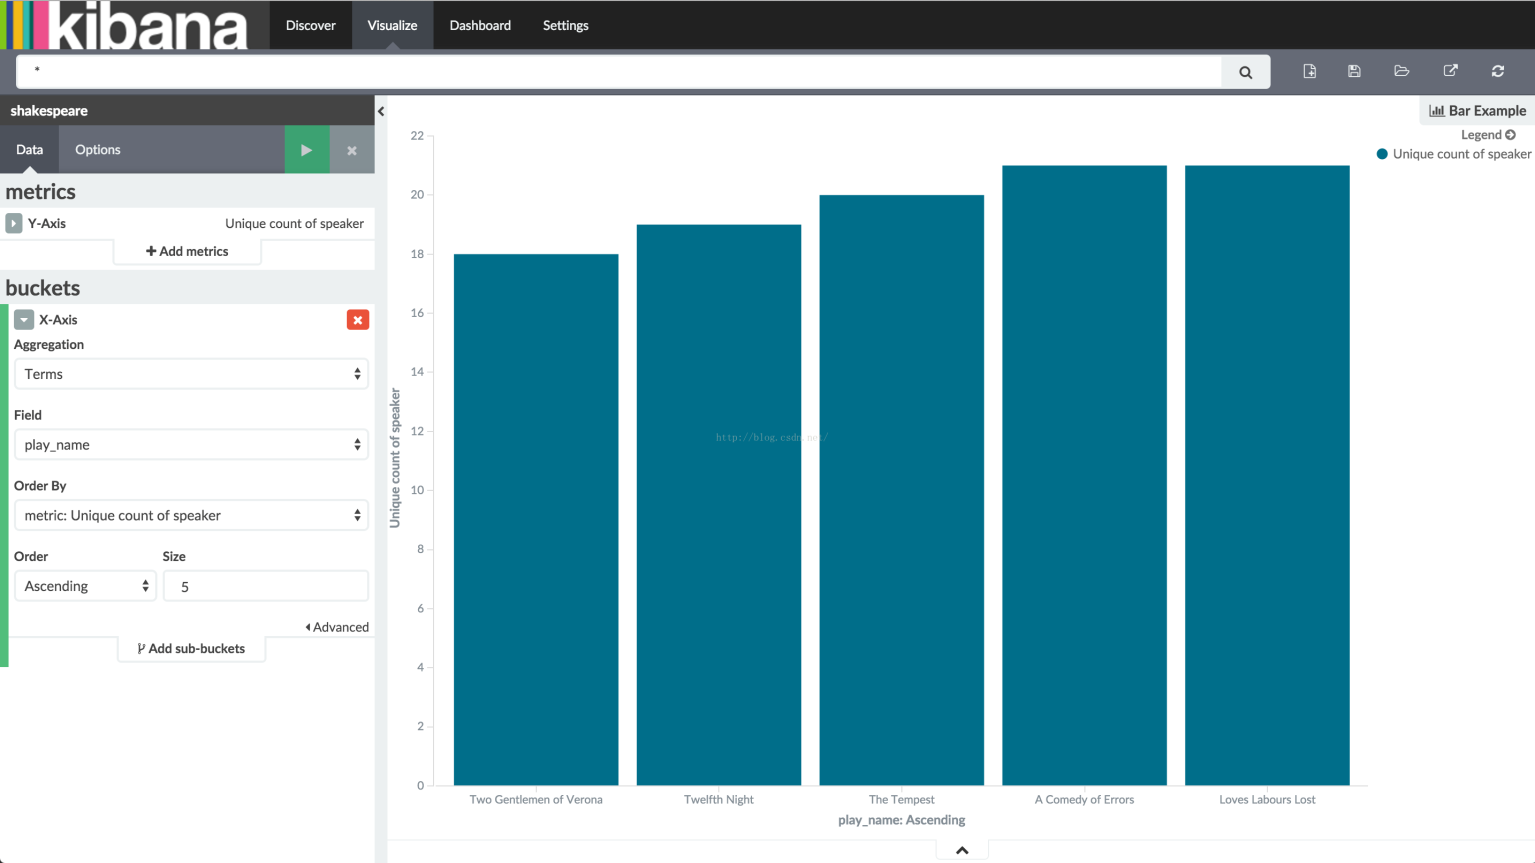 kibana
Discover
Visualize
Dashboard
Settings
*
shakespeare
Data
Options
metrics
Y-Axis
Unique count of speaker
Add metrics
buckets
X-Axis
Aggregation
Terms
Field
play_name
Order By
metric: Unique count of speaker
Order
Size
Ascending
5
Advanced
Add sub-buckets
Bar Example
Legend
Unique count of speaker
22
20
18
16
14
12
10
8
6
4
2
0
Unique count of speaker
http://blog.csdn.net/
Two Gentlemen of Verona
Twelfth Night
The Tempest
A Comedy of Errors
Loves Labours Lost
play_name: Ascending